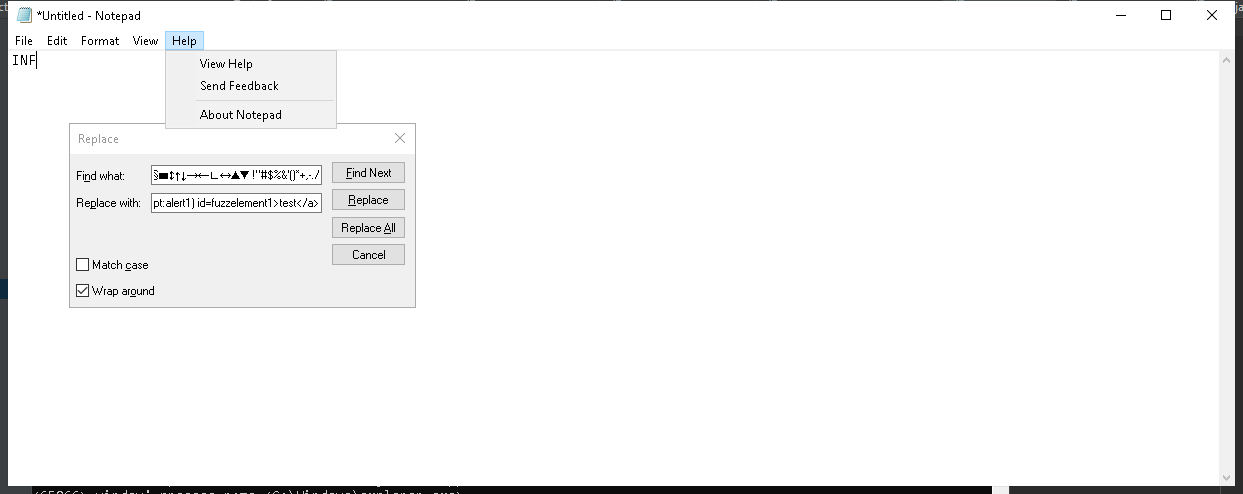 *Untitled - Notepad
File Edit Format View Help
INF
View Help
Send Feedback
About Notepad
Replace
Find what: §▬↨↑↓→←∟↔▲▼ !"#$%&'()*+,-./
Find Next
Replace with: pt:alert1) id=fuzzelement1>test</a>
Replace
Replace All
Cancel
Match case
Wrap around